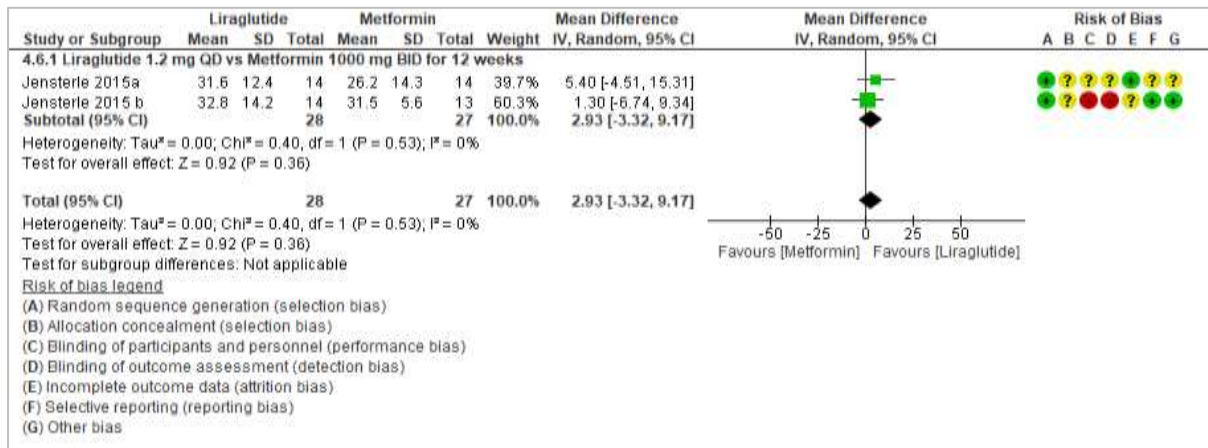 Liraglutide Metformin Mean Difference Mean Difference Risk of Bias
Study or Subgroup Mean SD Total Mean SD Total Weight IV, Random, 95% CI IV, Random, 95% CI A B C D E F G
4.6.1 Liraglutide 1.2 mg QD vs Metformin 1000 mg BID for 12 weeks
Jensterle 2015a 31.6 12.4 14 26.2 14.3 14 39.7% 5.40 [-4.51, 15.31] + ? ? ? + ? ?
Jensterle 2015 b 32.8 14.2 14 31.5 5.6 13 60.3% 1.30 [-6.74, 9.34] + ? ? + +
Subtotal (95% CI) 28 27 100.0% 2.93 [-3.32, 9.17]
Heterogeneity: Tau² = 0.00; Chi² = 0.40, df = 1 (P = 0.53); I² = 0%
Test for overall effect: Z = 0.92 (P = 0.36)
Total (95% CI) 28 27 100.0% 2.93 [-3.32, 9.17]
Heterogeneity: Tau² = 0.00; Chi² = 0.40, df = 1 (P = 0.53); I² = 0%
Test for overall effect: Z = 0.92 (P = 0.36)
Test for subgroup differences: Not applicable
-50 -25 0 25 50
Favours [Metformin] Favours [Liraglutide]
Risk of bias legend
(A) Random sequence generation (selection bias)
(B) Allocation concealment (selection bias)
(C) Blinding of participants and personnel (performance bias)
(D) Blinding of outcome assessment (detection bias)
(E) Incomplete outcome data (attrition bias)
(F) Selective reporting (reporting bias)
(G) Other bias